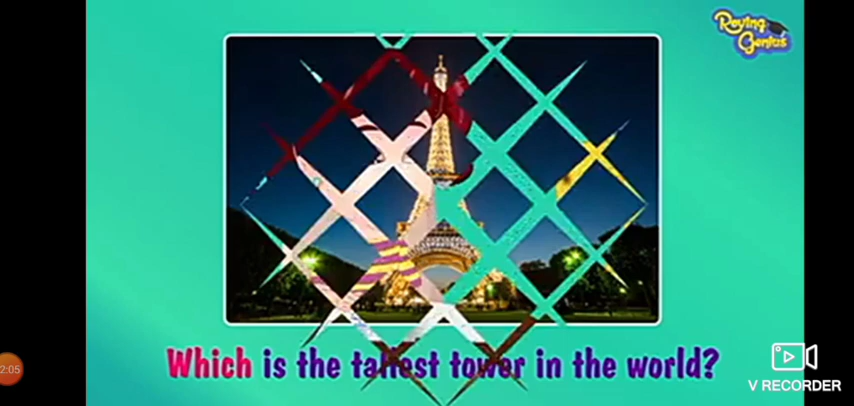 Roving
Genius
Which is the tallest tower in the world?
2:05
V RECORDER